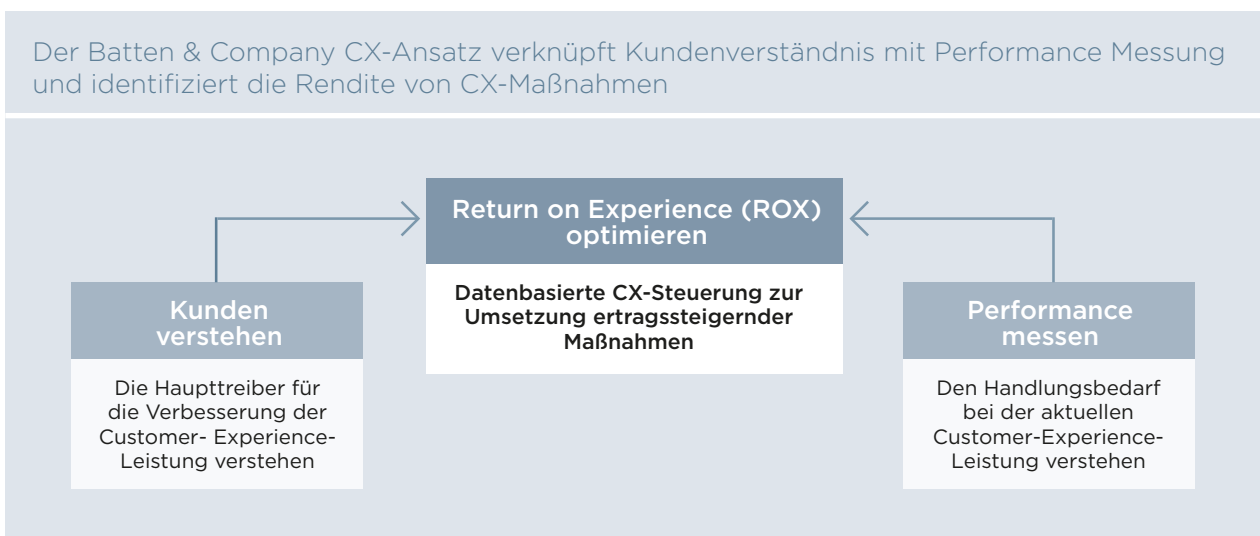 Der Batten & Company CX-Ansatz verknüpft Kundenverständnis mit Performance Messung
und identifiziert die Rendite von CX-Maßnahmen
Return on Experience (ROX)
optimieren
Datenbasierte CX-Steuerung zur
Umsetzung ertragssteigernder
Maßnahmen
Kunden
verstehen
Die Haupttreiber für
die Verbesserung der
Customer- Experience-
Leistung verstehen
Performance
messen
Den Handlungsbedarf
bei der aktuellen
Customer-Experience-
Leistung verstehen